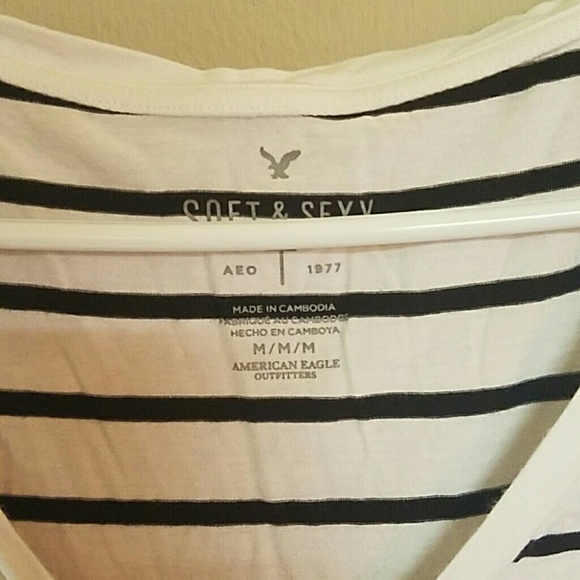 SOFT & SEXY
AEO | 1977
MADE IN CAMBODIA
FABRIQUÉ AU CAMBODGE
HECHO EN CAMBOYA
M/M/M
AMERICAN EAGLE
OUTFITTERS